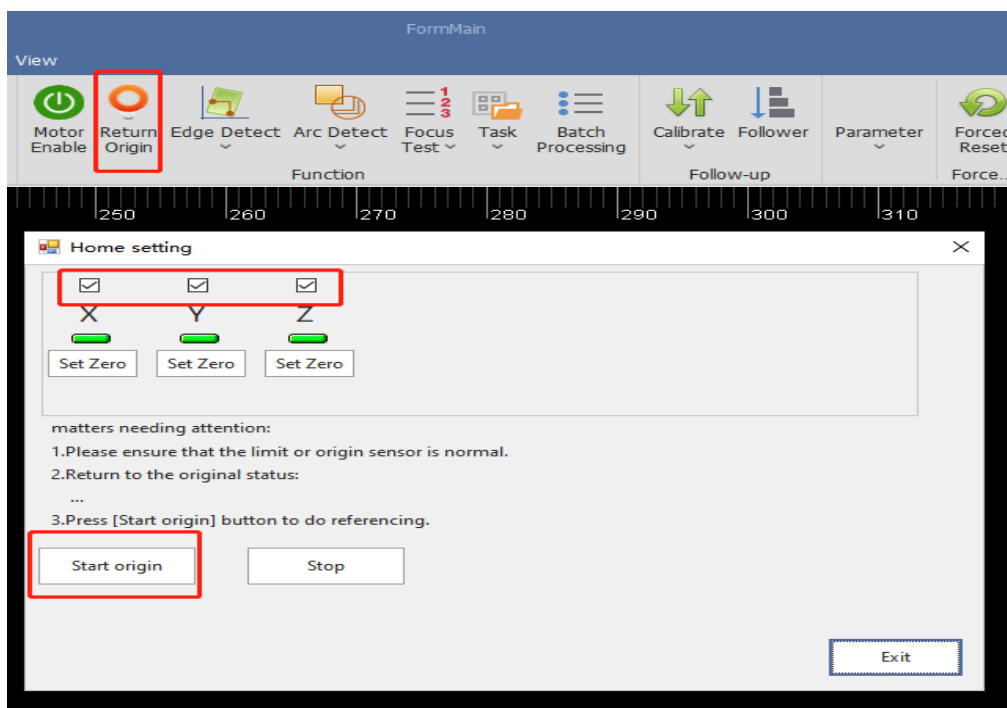 FormMain
View
Motor Enable Return Origin Edge Detect Arc Detect Focus Test Task Batch Processing Calibrate Follower Parameter Forced Reset
Function Follow-up Force...
250 260 270 280 290 300 310
Home setting
X Y Z
Set Zero Set Zero Set Zero
matters needing attention:
1.Please ensure that the limit or origin sensor is normal.
2.Return to the original status:
...
3.Press [Start origin] button to do referencing.
Start origin Stop
Exit